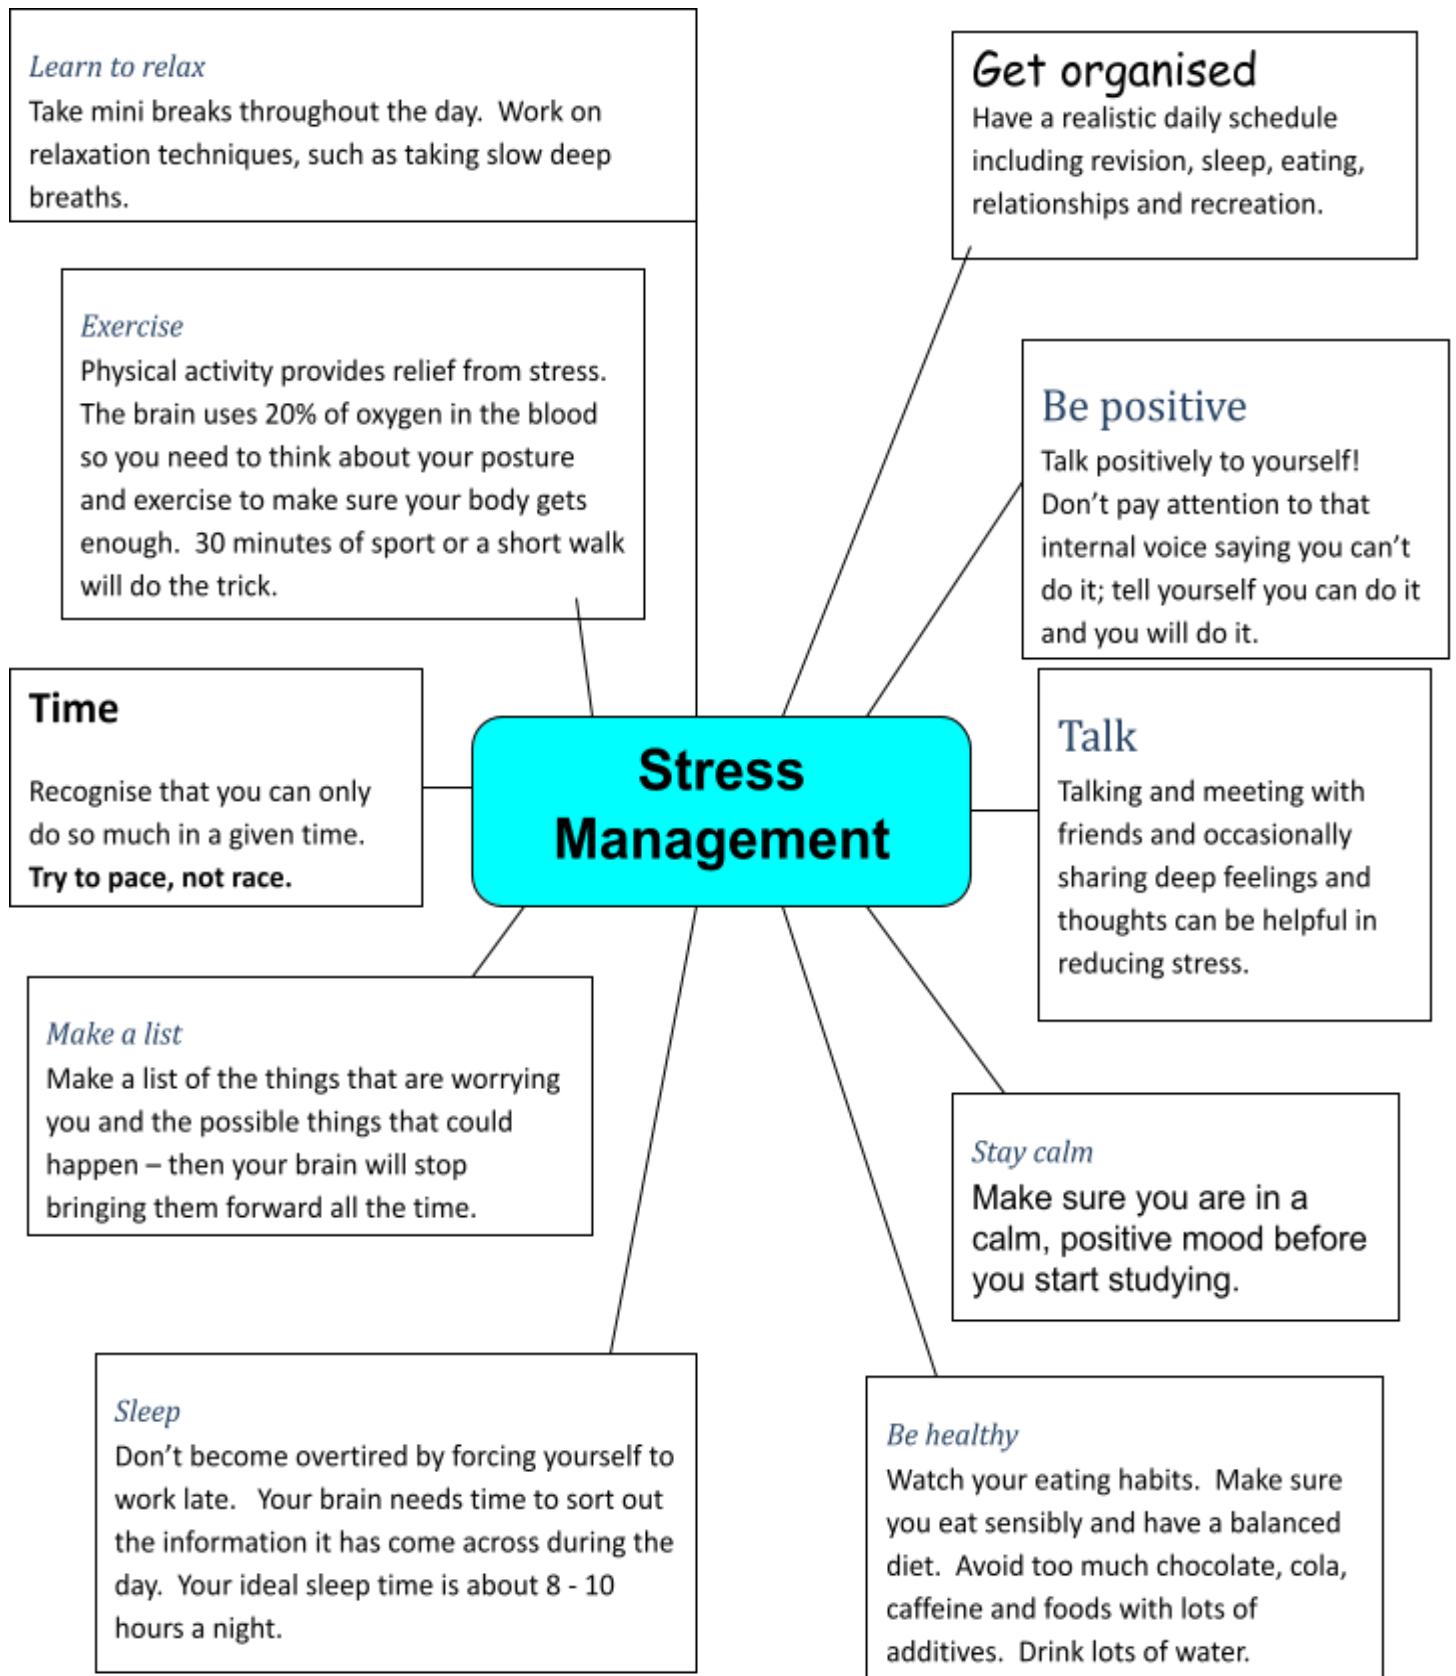 Learn to relax
Take mini breaks throughout the day.  Work on
relaxation techniques, such as taking slow deep
breaths.
Get organised
Have a realistic daily schedule
including revision, sleep, eating,
relationships and recreation.
Exercise
Physical activity provides relief from stress.
The brain uses 20% of oxygen in the blood
so you need to think about your posture
and exercise to make sure your body gets
enough.  30 minutes of sport or a short walk
will do the trick.
Be positive
Talk positively to yourself!
Don’t pay attention to that
internal voice saying you can’t
do it; tell yourself you can do it
and you will do it.
Time
Recognise that you can only
do so much in a given time.
Try to pace, not race.
Stress
Management
Talk
Talking and meeting with
friends and occasionally
sharing deep feelings and
thoughts can be helpful in
reducing stress.
Make a list
Make a list of the things that are worrying
you and the possible things that could
happen – then your brain will stop
bringing them forward all the time.
Stay calm
Make sure you are in a
calm, positive mood before
you start studying.
Sleep
Don’t become overtired by forcing yourself to
work late.   Your brain needs time to sort out
the information it has come across during the
day.  Your ideal sleep time is about 8 - 10
hours a night.
Be healthy
Watch your eating habits.  Make sure
you eat sensibly and have a balanced
diet.  Avoid too much chocolate, cola,
caffeine and foods with lots of
additives.  Drink lots of water.